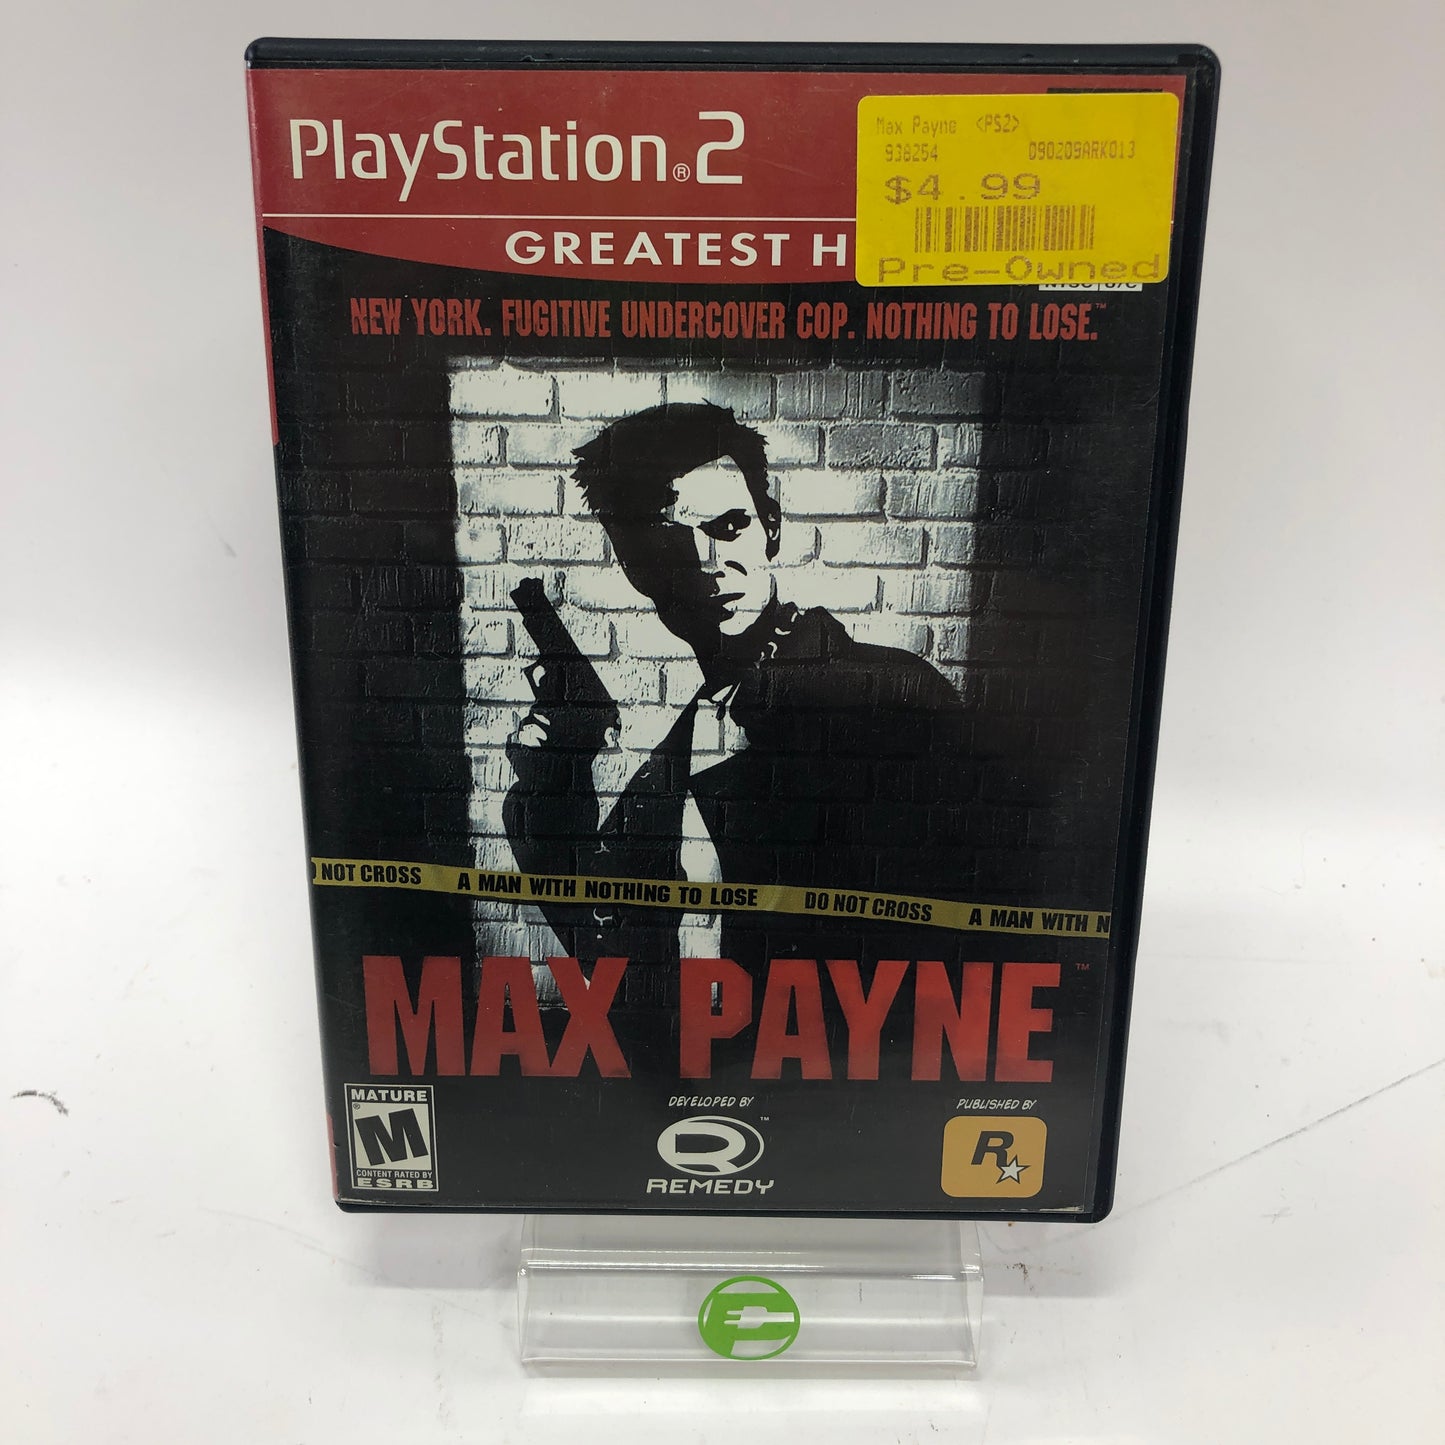 PlayStation®2
Max Payne <PS2>
938254 090209ARK013
$4.99
Pre-Owned
GREATEST H
NEW YORK. FUGITIVE UNDERCOVER COP. NOTHING TO LOSE.™
NOT CROSS A MAN WITH NOTHING TO LOSE DO NOT CROSS A MAN WITH N
MAX PAYNE™
MATURE
M®
CONTENT RATED BY
ESRB
DEVELOPED BY
REMEDY™
PUBLISHED BY
R